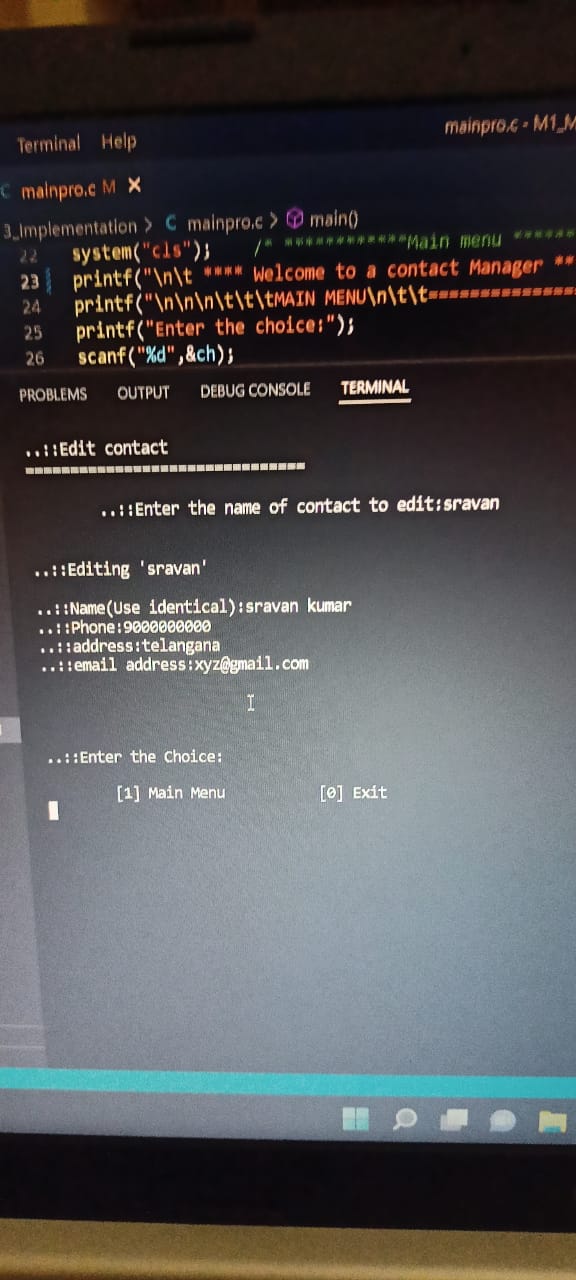 Terminal Help
mainpro.c - M1_M
C mainpro.c M X
3_Implementation > C mainpro.c > main()
22 system("cls"); /* ************Main menu ******
23 printf("\n\t **** Welcome to a contact Manager **
24 printf("\n\n\n\t\t\tMAIN MENU\n\t\t==============
25 printf("Enter the choice:");
26 scanf("%d",&ch);
PROBLEMS OUTPUT DEBUG CONSOLE TERMINAL
..::Edit contact
===============================
..::Enter the name of contact to edit:sravan
..::Editing 'sravan'
..::Name(Use identical):sravan kumar
..::Phone:9000000000
..::address:telangana
..::email address:xyz@gmail.com
..::Enter the Choice:
[1] Main Menu [0] Exit